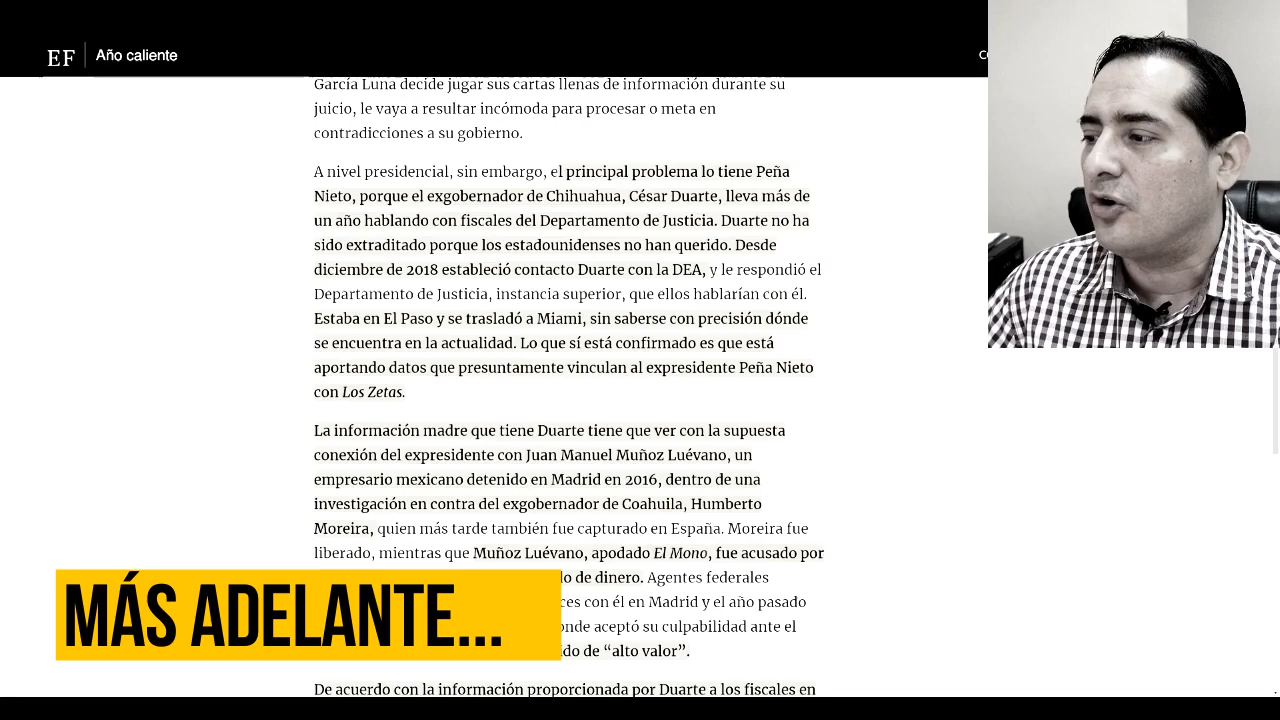 EF | Año caliente
García Luna decide jugar sus cartas llenas de información durante su
juicio, le vaya a resultar incómoda para procesar o meta en
contradicciones a su gobierno.
A nivel presidencial, sin embargo, el principal problema lo tiene Peña
Nieto, porque el exgobernador de Chihuahua, César Duarte, lleva más de
un año hablando con fiscales del Departamento de Justicia. Duarte no ha
sido extraditado porque los estadounidenses no han querido. Desde
diciembre de 2018 estableció contacto Duarte con la DEA, y le respondió el
Departamento de Justicia, instancia superior, que ellos hablarían con él.
Estaba en El Paso y se trasladó a Miami, sin saberse con precisión dónde
se encuentra en la actualidad. Lo que sí está confirmado es que está
aportando datos que presuntamente vinculan al expresidente Peña Nieto
con Los Zetas.
La información madre que tiene Duarte tiene que ver con la supuesta
conexión del expresidente con Juan Manuel Muñoz Luévano, un
empresario mexicano detenido en Madrid en 2016, dentro de una
investigación en contra del exgobernador de Coahuila, Humberto
Moreira, quien más tarde también fue capturado en España. Moreira fue
liberado, mientras que Muñoz Luévano, apodado El Mono, fue acusado por
de dinero. Agentes federales
con él en Madrid y el año pasado
aceptó su culpabilidad ante el
de “alto valor”.
MÁS ADELANTE...
De acuerdo con la información proporcionada por Duarte a los fiscales en